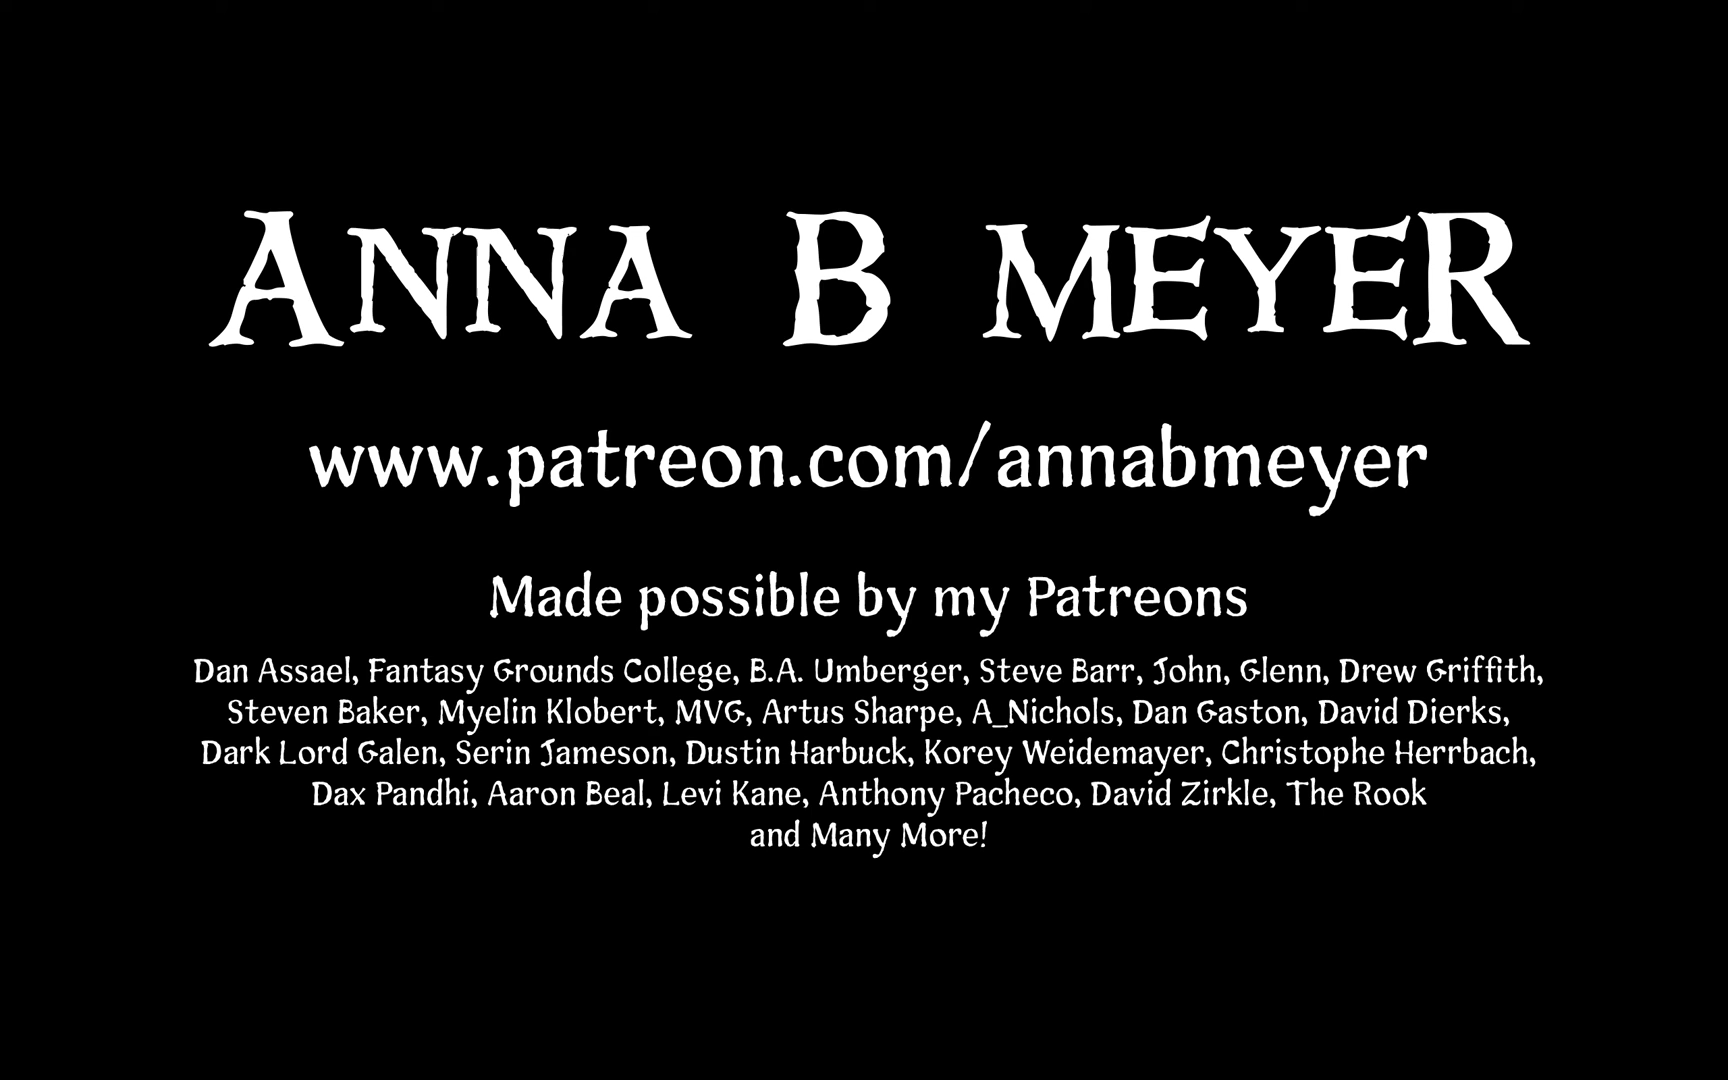 ANNA B MEYER
www.patreon.com/annabmeyer
Made possible by my Patreons
Dan Assael, Fantasy Grounds College, B.A. Umberger, Steve Barr, John, Glenn, Drew Griffith,
Steven Baker, Myelin Klobert, MVG, Artus Sharpe, A_Nichols, Dan Gaston, David Dierks,
Dark Lord Galen, Serin Jameson, Dustin Harbuck, Korey Weidemayer, Christophe Herrbach,
Dax Pandhi, Aaron Beal, Levi Kane, Anthony Pacheco, David Zirkle, The Rook
and Many More!